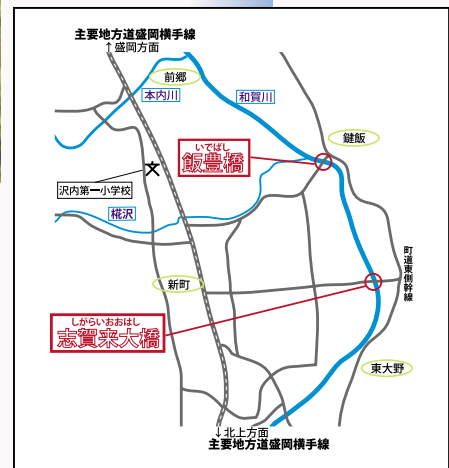 主要地方道盛岡横手線
↑盛岡方面
前郷
本内川
和賀川
鍵飯
いでばし
飯豊橋
沢内第一小学校
椛沢
町道東側幹線
新町
しがらいおおはし
志賀来大橋
東大野
↓北上方面
主要地方道盛岡横手線